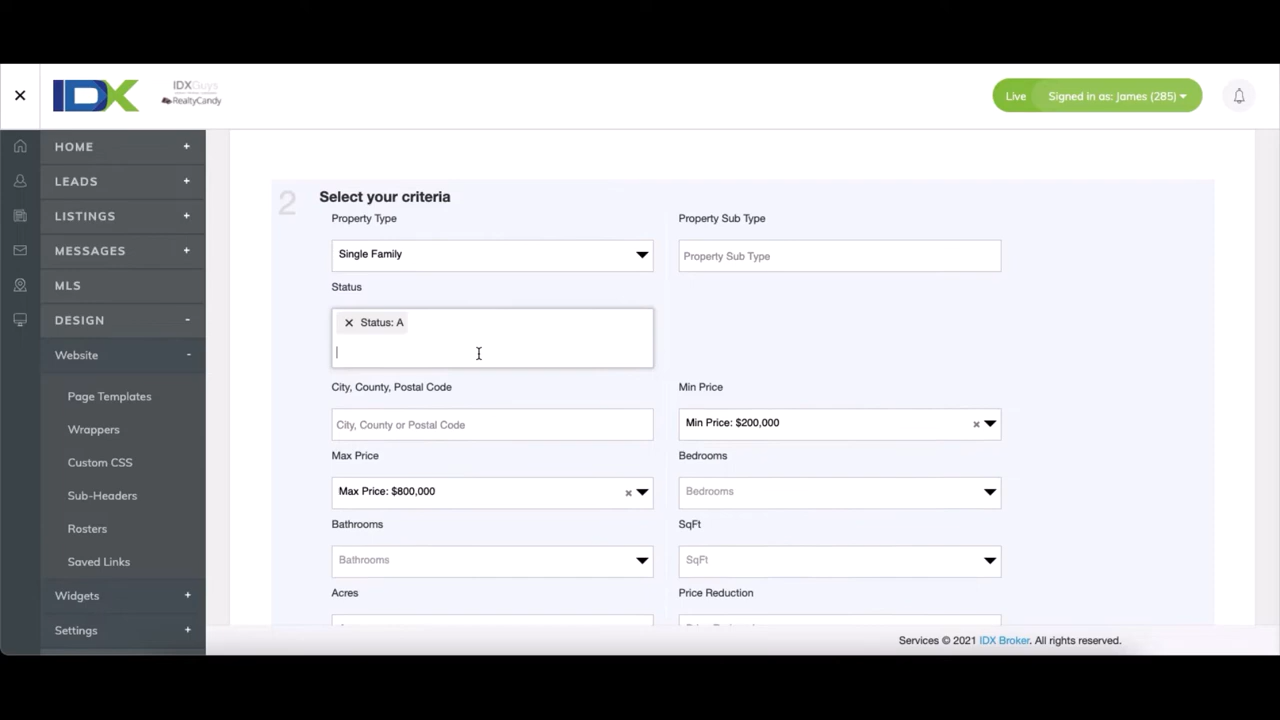 IDX
IDXGuys
RealtyCandy
Live
Signed in as: James (285)
HOME
LEADS
LISTINGS
MESSAGES
MLS
DESIGN
Website
Page Templates
Wrappers
Custom CSS
Sub-Headers
Rosters
Saved Links
Widgets
Settings
2
Select your criteria
Property Type
Property Sub Type
Single Family
Property Sub Type
Status
× Status: A
City, County, Postal Code
Min Price
City, County or Postal Code
Min Price: $200,000
Max Price
Bedrooms
Max Price: $800,000
Bedrooms
Bathrooms
SqFt
Bathrooms
SqFt
Acres
Price Reduction
Services © 2021 IDX Broker. All rights reserved.